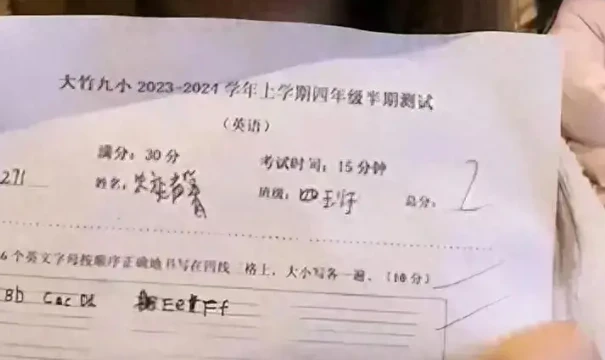 大竹九小 2023-2024 学年上学期四年级半期测试
（英语）
满分：30 分 考试时间：15 分钟
271 姓名： 班级：四 总分：2
6 个英文字母按顺序正确地书写在四线三格上，大小写各一遍。（10 分）
Bb Cac Dd Ee Ff